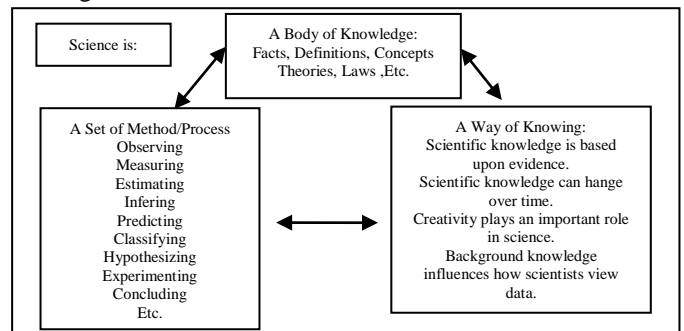 Science is:
A Body of Knowledge:
Facts, Definitions, Concepts
Theories, Laws ,Etc.
A Set of Method/Process
Observing
Measuring
Estimating
Infering
Predicting
Classifying
Hypothesizing
Experimenting
Concluding
Etc.
A Way of Knowing:
Scientific knowledge is based
upon evidence.
Scientific knowledge can hange
over time.
Creativity plays an important role
in science.
Background knowledge
influences how scientists view
data.